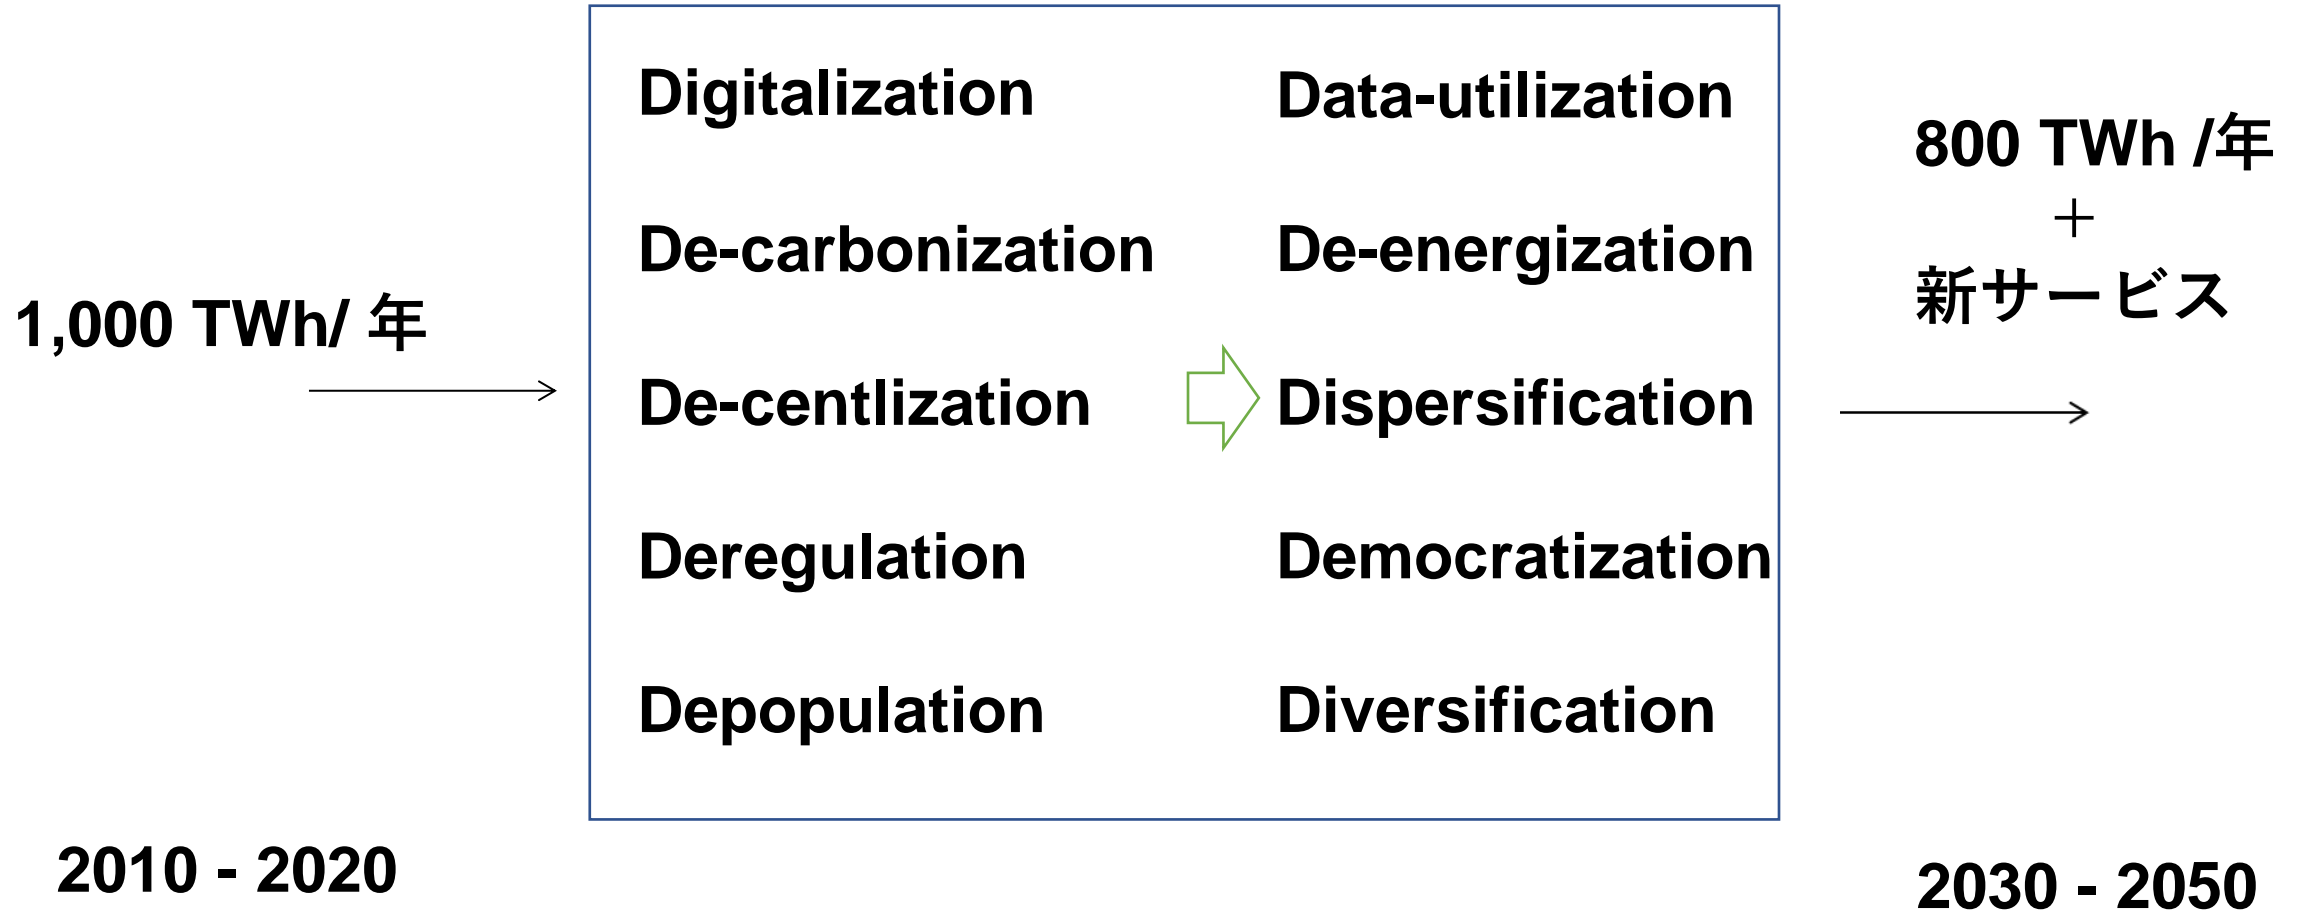 1,000 TWh/ 年
2010 - 2020
Digitalization
De-carbonization
De-centlization
Deregulation
Depopulation
Data-utilization
De-energization
Dispersification
Democratization
Diversification
800 TWh /年
＋
新サービス
2030 - 2050